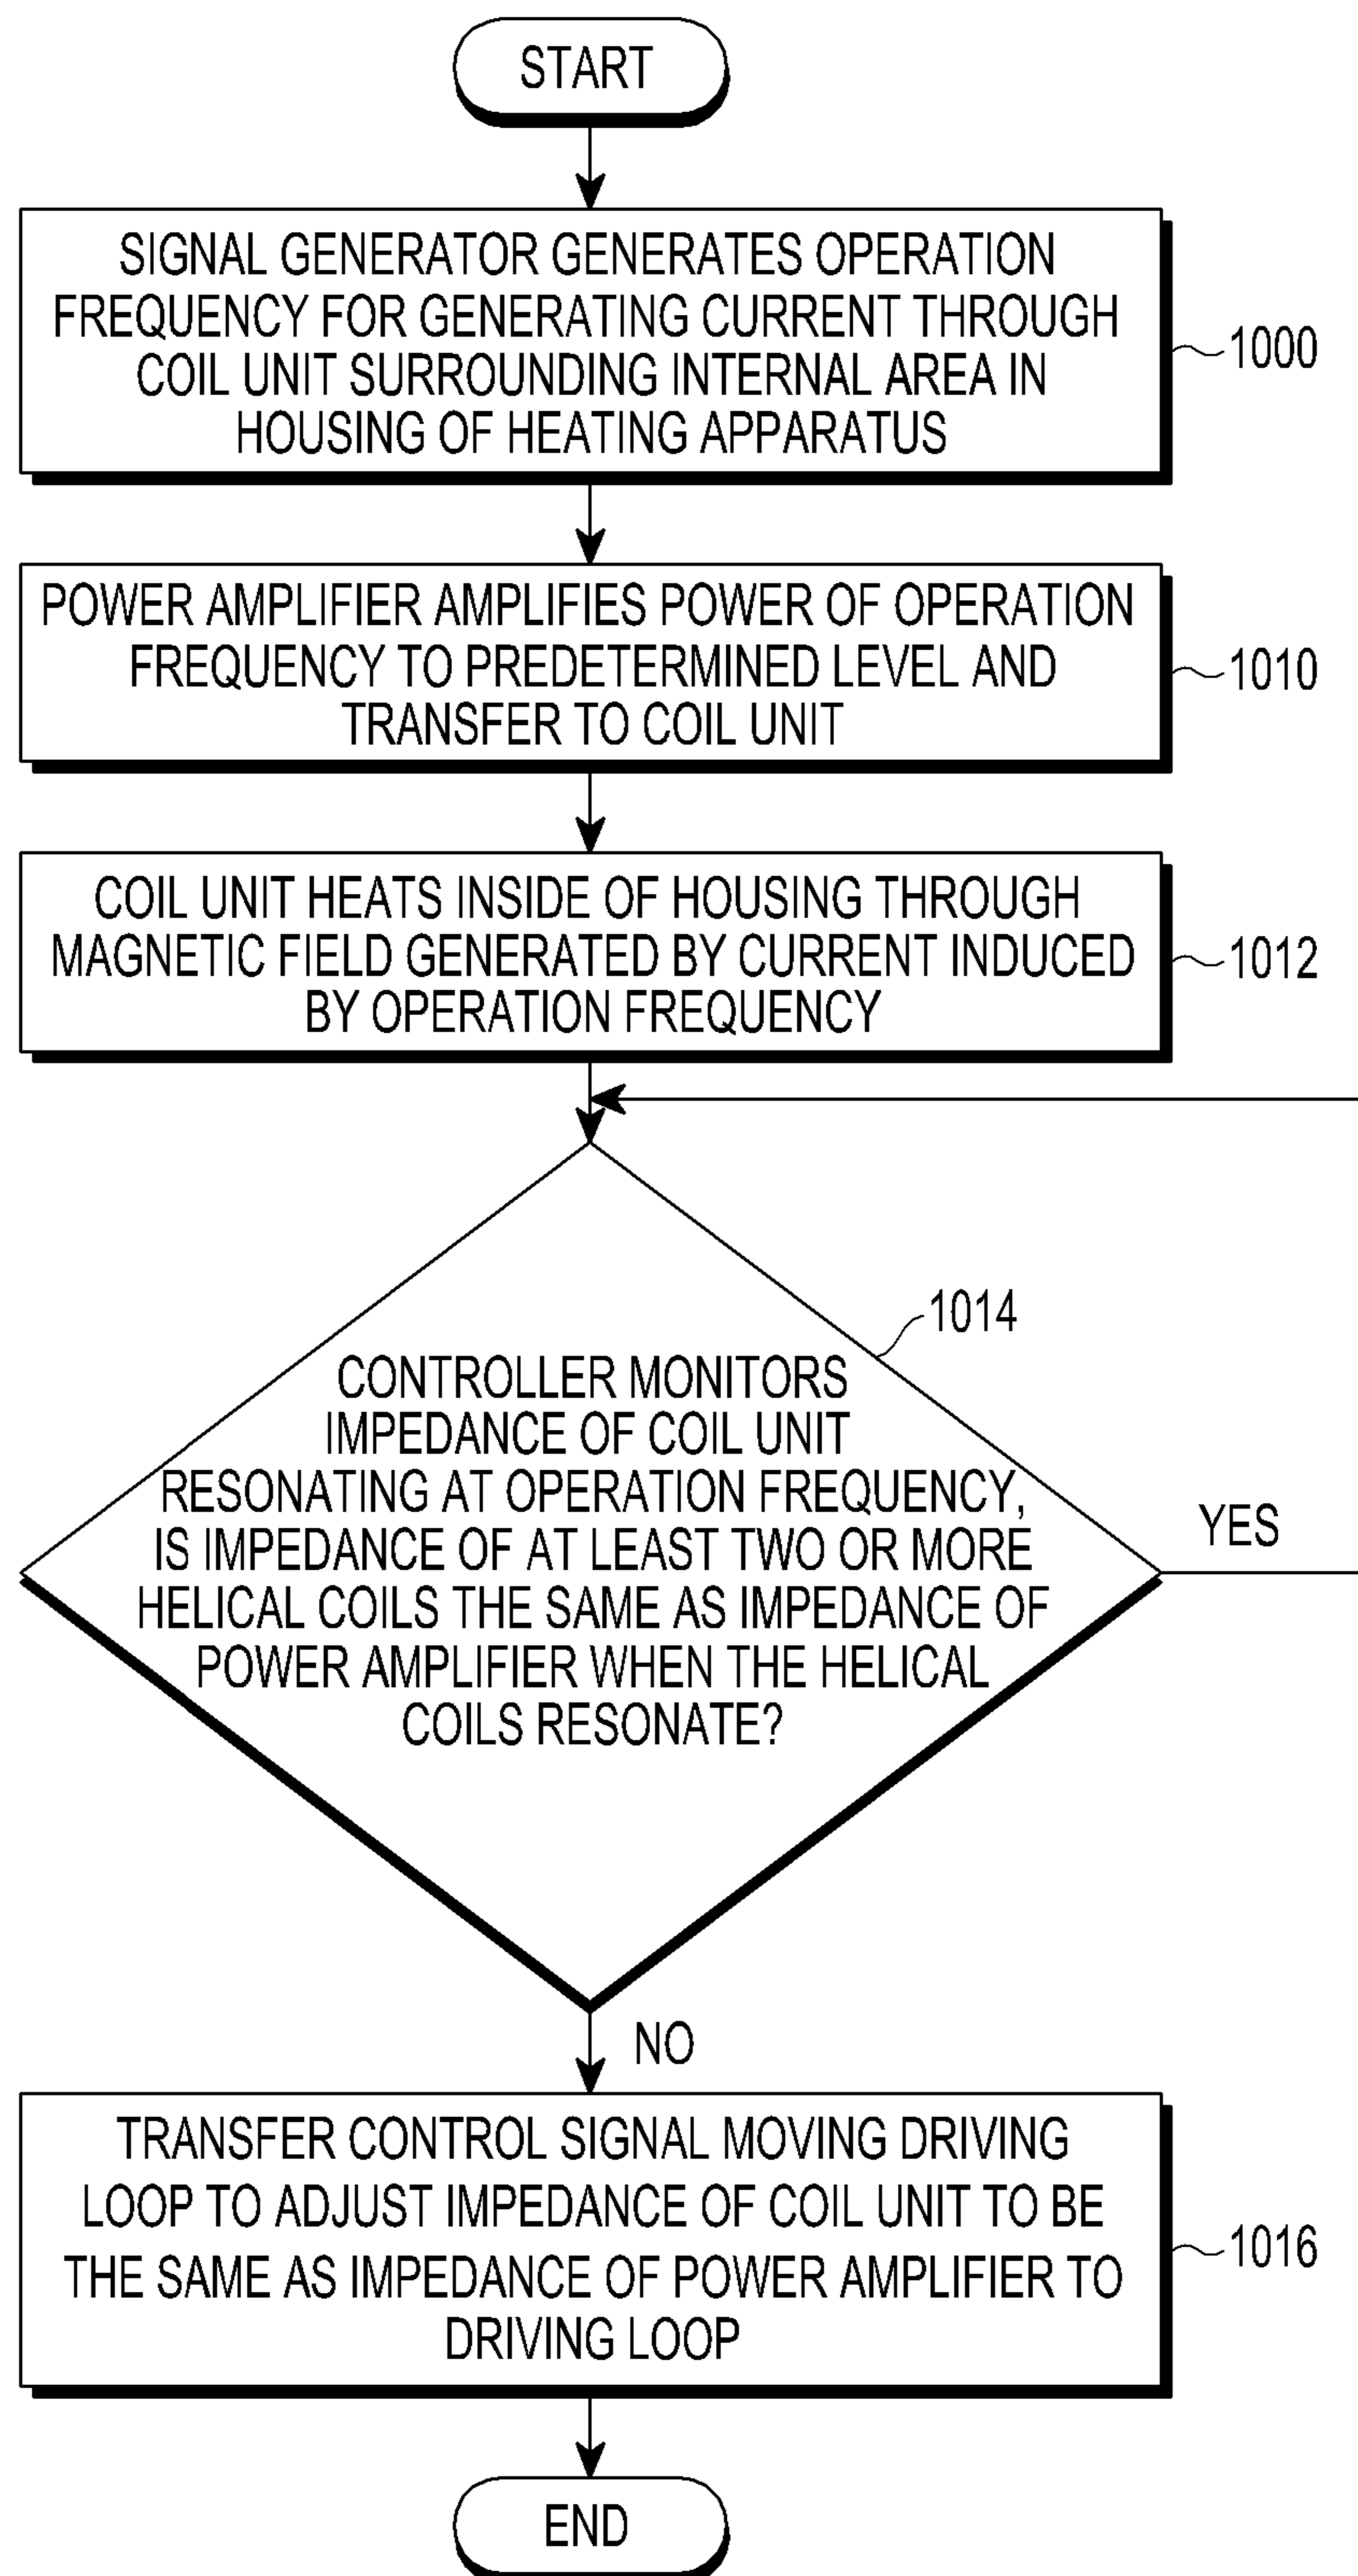 START
SIGNAL GENERATOR GENERATES OPERATION
FREQUENCY FOR GENERATING CURRENT THROUGH
COIL UNIT SURROUNDING INTERNAL AREA IN
HOUSING OF HEATING APPARATUS
1000
POWER AMPLIFIER AMPLIFIES POWER OF OPERATION
FREQUENCY TO PREDETERMINED LEVEL AND
TRANSFER TO COIL UNIT
1010
COIL UNIT HEATS INSIDE OF HOUSING THROUGH
MAGNETIC FIELD GENERATED BY CURRENT INDUCED
BY OPERATION FREQUENCY
1012
1014
CONTROLLER MONITORS
IMPEDANCE OF COIL UNIT
RESONATING AT OPERATION FREQUENCY,
IS IMPEDANCE OF AT LEAST TWO OR MORE
HELICAL COILS THE SAME AS IMPEDANCE OF
POWER AMPLIFIER WHEN THE HELICAL
COILS RESONATE?
YES
NO
TRANSFER CONTROL SIGNAL MOVING DRIVING
LOOP TO ADJUST IMPEDANCE OF COIL UNIT TO BE
THE SAME AS IMPEDANCE OF POWER AMPLIFIER TO
DRIVING LOOP
1016
END